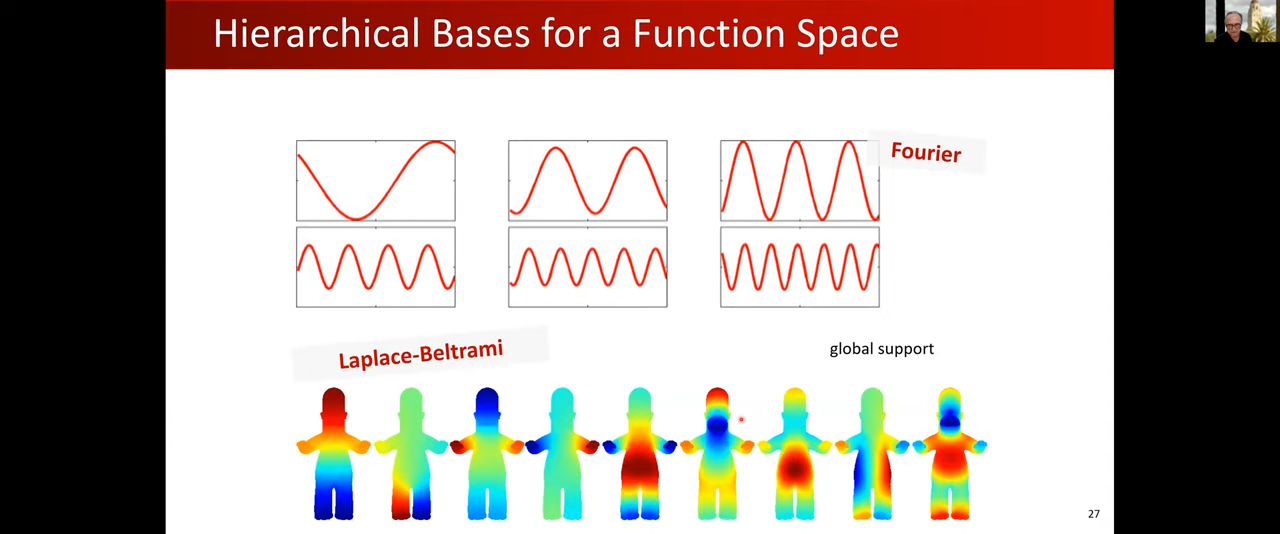 Hierarchical Bases for a Function Space
Fourier
Laplace-Beltrami
global support
27